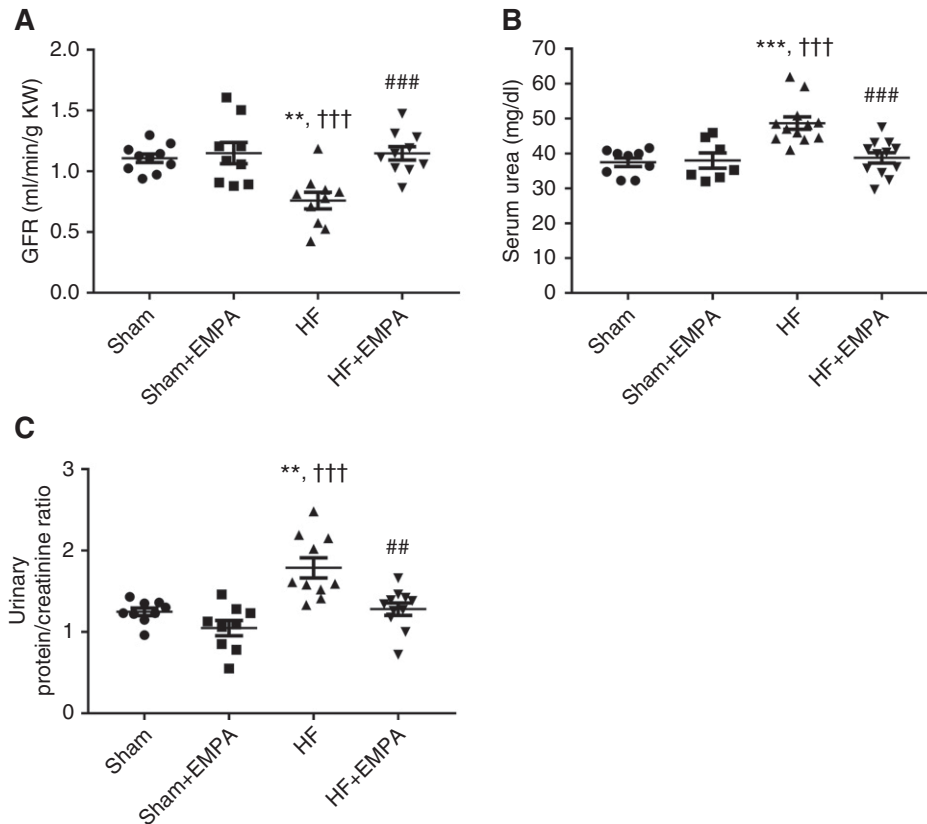 A
GFR (ml/min/g KW)
2.0
1.5
1.0
0.5
0.0
**, †††
###
Sham
Sham+EMPA
HF
HF+EMPA
B
Serum urea (mg/dl)
70
60
50
40
30
20
10
0
***, †††
###
Sham
Sham+EMPA
HF
HF+EMPA
C
Urinary
protein/creatinine ratio
3
2
1
0
**, †††
##
Sham
Sham+EMPA
HF
HF+EMPA